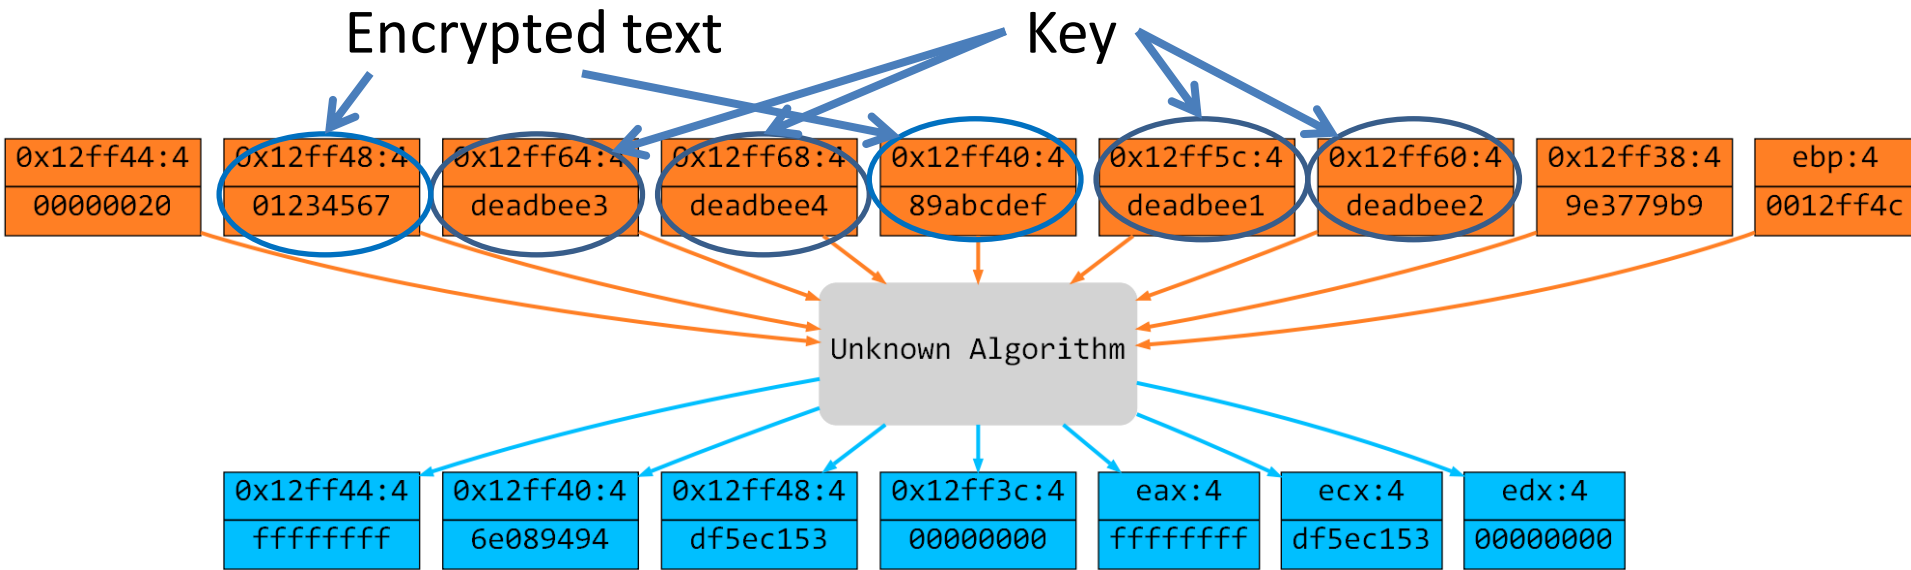 Encrypted text
Key
0x12ff44:4
00000020
0x12ff48:4
01234567
0x12ff64:4
deadbee3
0x12ff68:4
deadbee4
0x12ff40:4
89abcdef
0x12ff5c:4
deadbee1
0x12ff60:4
deadbee2
0x12ff38:4
9e3779b9
ebp:4
0012ff4c
Unknown Algorithm
0x12ff44:4
ffffffff
0x12ff40:4
6e089494
0x12ff48:4
df5ec153
0x12ff3c:4
00000000
eax:4
ffffffff
ecx:4
df5ec153
edx:4
00000000